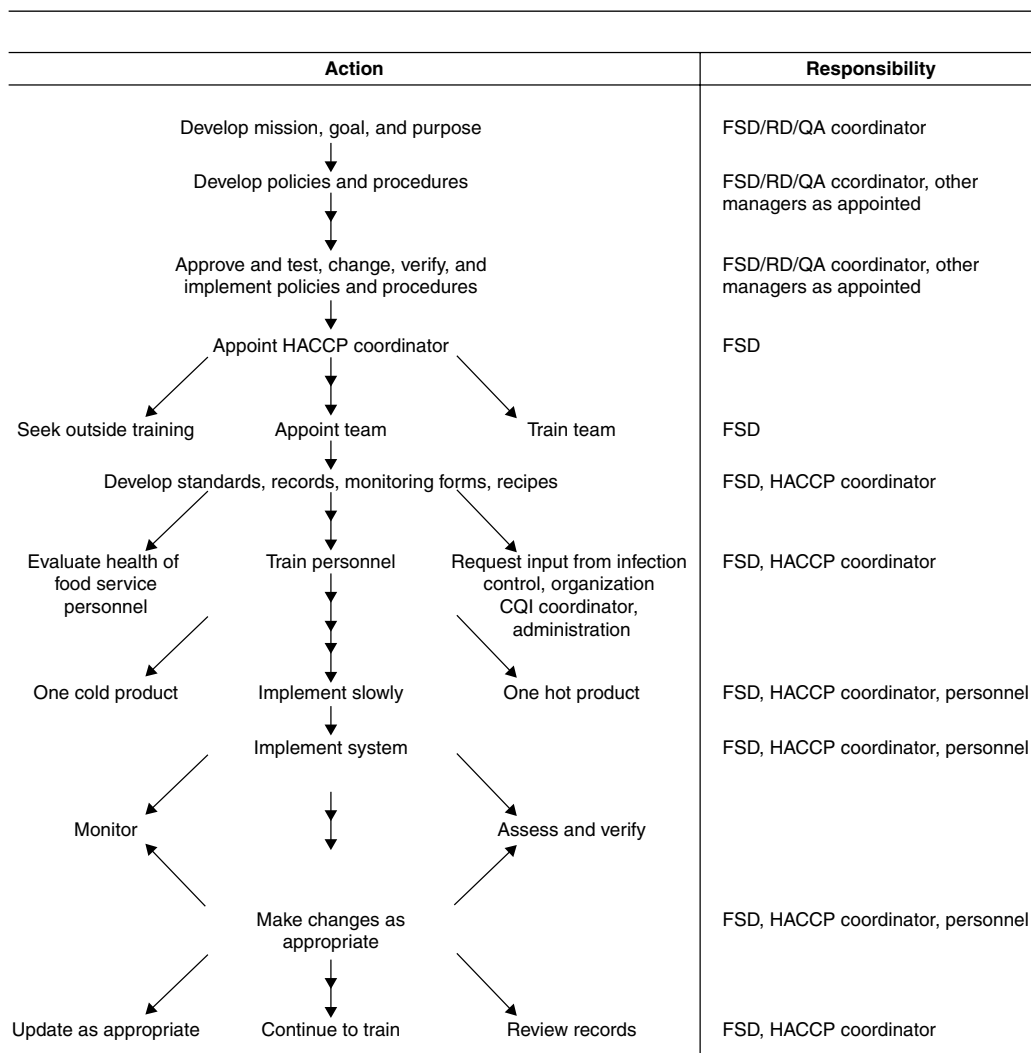 Action Responsibility
Develop mission, goal, and purpose FSD/RD/QA coordinator
Develop policies and procedures FSD/RD/QA ccordinator, other
managers as appointed
Approve and test, change, verify, and FSD/RD/QA coordinator, other
implement policies and procedures managers as appointed
Appoint HACCP coordinator FSD
Seek outside training Appoint team Train team FSD
Develop standards, records, monitoring forms, recipes FSD, HACCP coordinator
Evaluate health of Train personnel Request input from infection FSD, HACCP coordinator
food service control, organization
personnel CQI coordinator,
administration
One cold product Implement slowly One hot product FSD, HACCP coordinator, personnel
Implement system FSD, HACCP coordinator, personnel
Monitor Assess and verify
Make changes as FSD, HACCP coordinator, personnel
appropriate
Update as appropriate Continue to train Review records FSD, HACCP coordinator